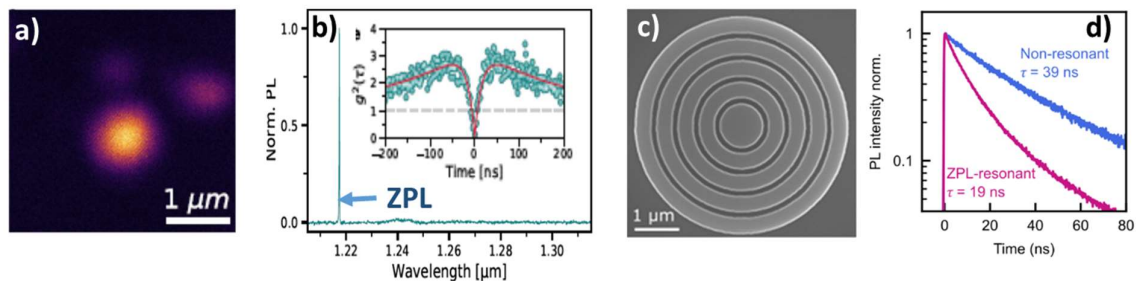 a)
1 μm
b)
Norm. PL
1.0
0.5
0.0
g²(τ)
4
3
2
1
0
−200 −100 0 100 200
Time [ns]
ZPL
1.22 1.24 1.26 1.28 1.30
Wavelength [μm]
c)
1 μm
d)
PL intensity norm.
1
0.1
Non-resonant
τ = 39 ns
ZPL-resonant
τ = 19 ns
0 20 40 60 80
Time (ns)